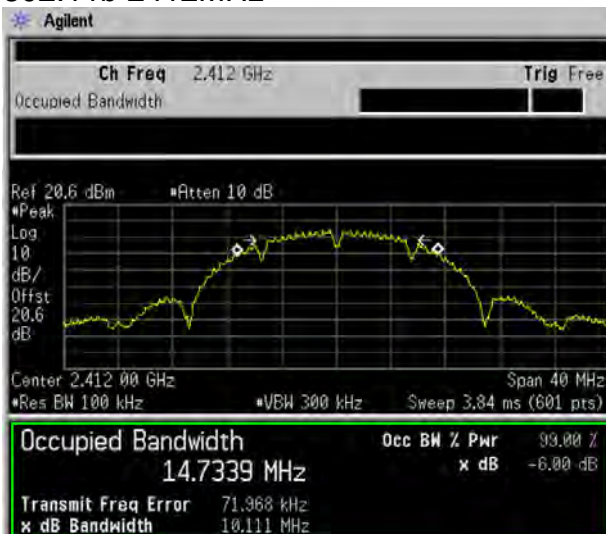 Agilent
Ch Freq 2.412 GHz Trig Free
Occupied Bandwidth
Ref 20.6 dBm #Atten 10 dB
#Peak
Log
10
dB/
Offst
20.6
dB
Center 2.412 00 GHz Span 40 MHz
#Res BW 100 kHz #VBW 300 kHz Sweep 3.84 ms (601 pts)
Occupied Bandwidth Occ BW % Pwr 99.00 %
14.7339 MHz x dB -6.00 dB
Transmit Freq Error 71.968 kHz
x dB Bandwidth 10.111 MHz